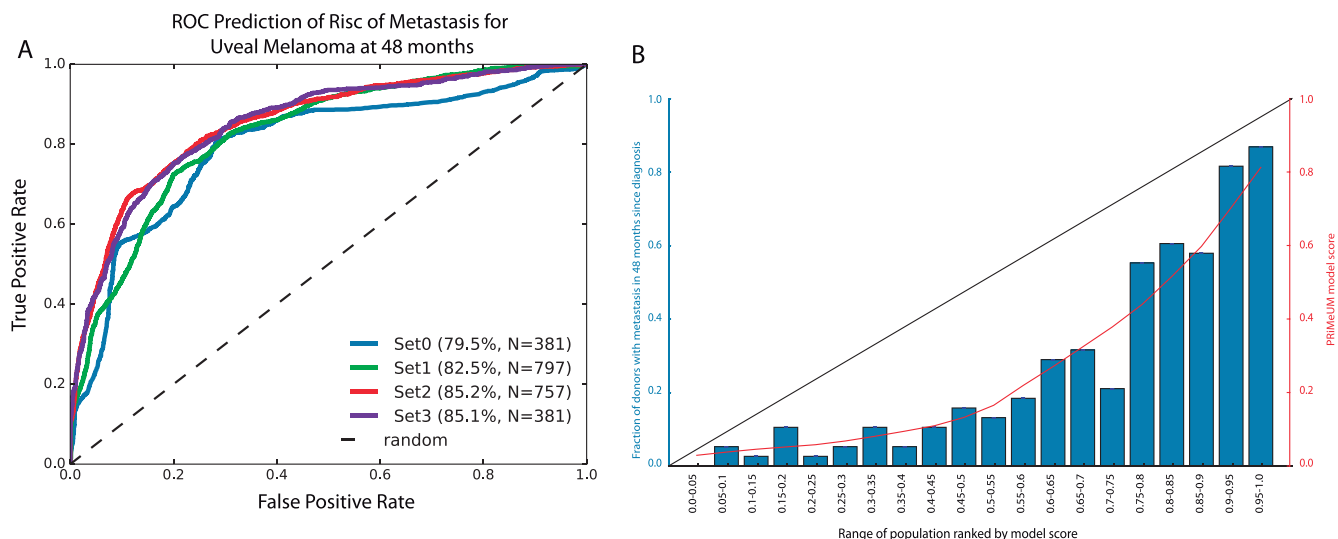 A
ROC Prediction of Risc of Metastasis for
Uveal Melanoma at 48 months
True Positive Rate
1.0
0.8
0.6
0.4
0.2
0.0
0.0 0.2 0.4 0.6 0.8 1.0
False Positive Rate
Set0 (79.5%, N=381)
Set1 (82.5%, N=797)
Set2 (85.2%, N=757)
Set3 (85.1%, N=381)
random
B
Fraction of donors with metastasis in 48 months since diagnosis
1.0
0.8
0.6
0.4
0.2
0.0
1.0
0.8
0.6
0.4
0.2
0.0
PRiMeUM model score
0.0-0.05
0.05-0.1
0.1-0.15
0.15-0.2
0.2-0.25
0.25-0.3
0.3-0.35
0.35-0.4
0.4-0.45
0.45-0.5
0.5-0.55
0.55-0.6
0.6-0.65
0.65-0.7
0.7-0.75
0.75-0.8
0.8-0.85
0.85-0.9
0.9-0.95
0.95-1.0
Range of population ranked by model score